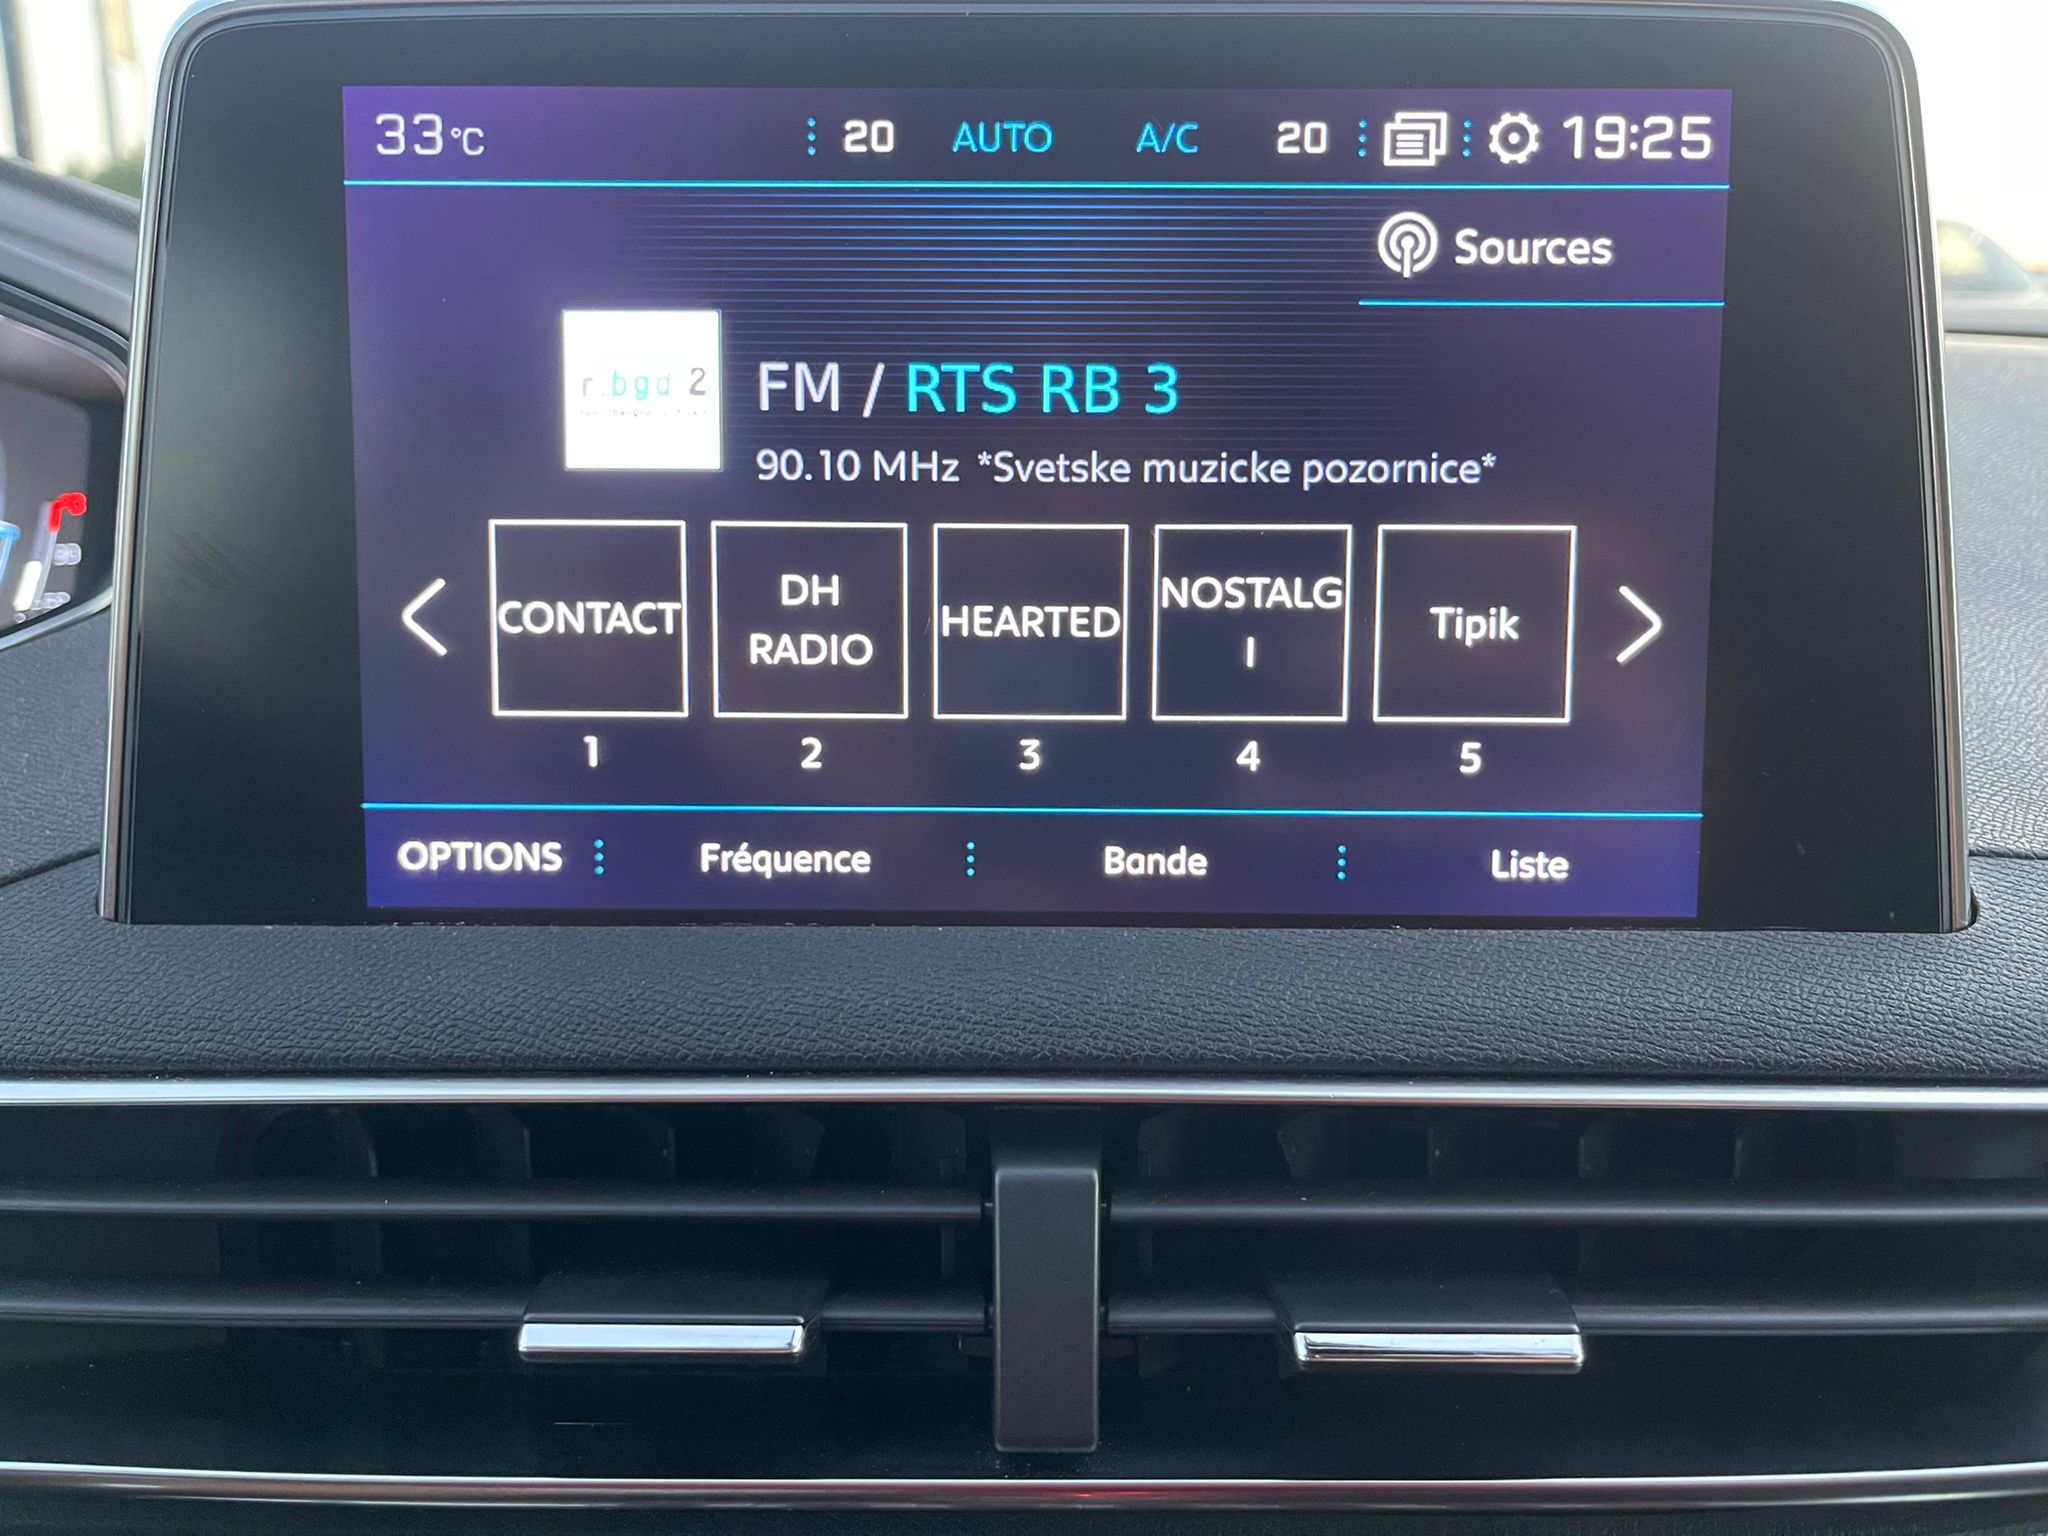 33°C 20 AUTO A/C 20 19:25
Sources
r.bgd 2
FM / RTS RB 3
90.10 MHz *Svetske muzicke pozornice*
CONTACT
DH
RADIO
HEARTED
NOSTALG
I
Tipik
1 2 3 4 5
OPTIONS Fréquence Bande Liste